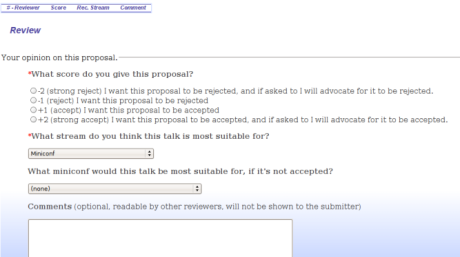 # - Reviewer Score Rec. Stream Comment
Review
Your opinion on this proposal.
*What score do you give this proposal?
-2 (strong reject) I want this proposal to be rejected, and if asked to I will advocate for it to be rejected.
-1 (reject) I want this proposal to be rejected
+1 (accept) I want this proposal to be accepted
+2 (strong accept) I want this proposal to be accepted, and if asked to I will advocate for it to be accepted.
*What stream do you think this talk is most suitable for?
Miniconf
What miniconf would this talk be most suitable for, if it's not accepted?
(none)
Comments (optional, readable by other reviewers, will not be shown to the submitter)